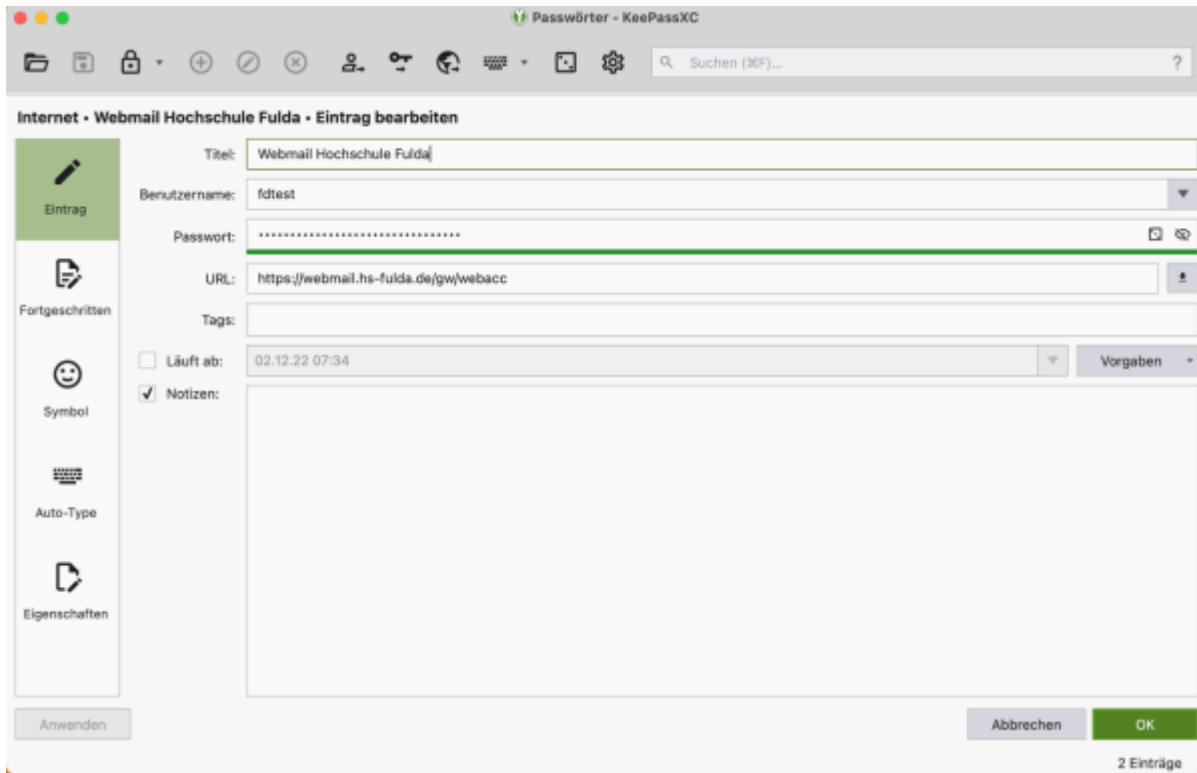 Passwörter - KeePassXC
Suchen (⌘F)...
?
Internet • Webmail Hochschule Fulda • Eintrag bearbeiten
Eintrag
Fortgeschritten
Symbol
Auto-Type
Eigenschaften
Titel: Webmail Hochschule Fulda
Benutzername: fdtest
Passwort: ••••••••••••••••••••••••••••••••
URL: https://webmail.hs-fulda.de/gw/webacc
Tags:
Läuft ab: 02.12.22 07:34 Vorgaben
Notizen:
Anwenden Abbrechen OK
2 Einträge